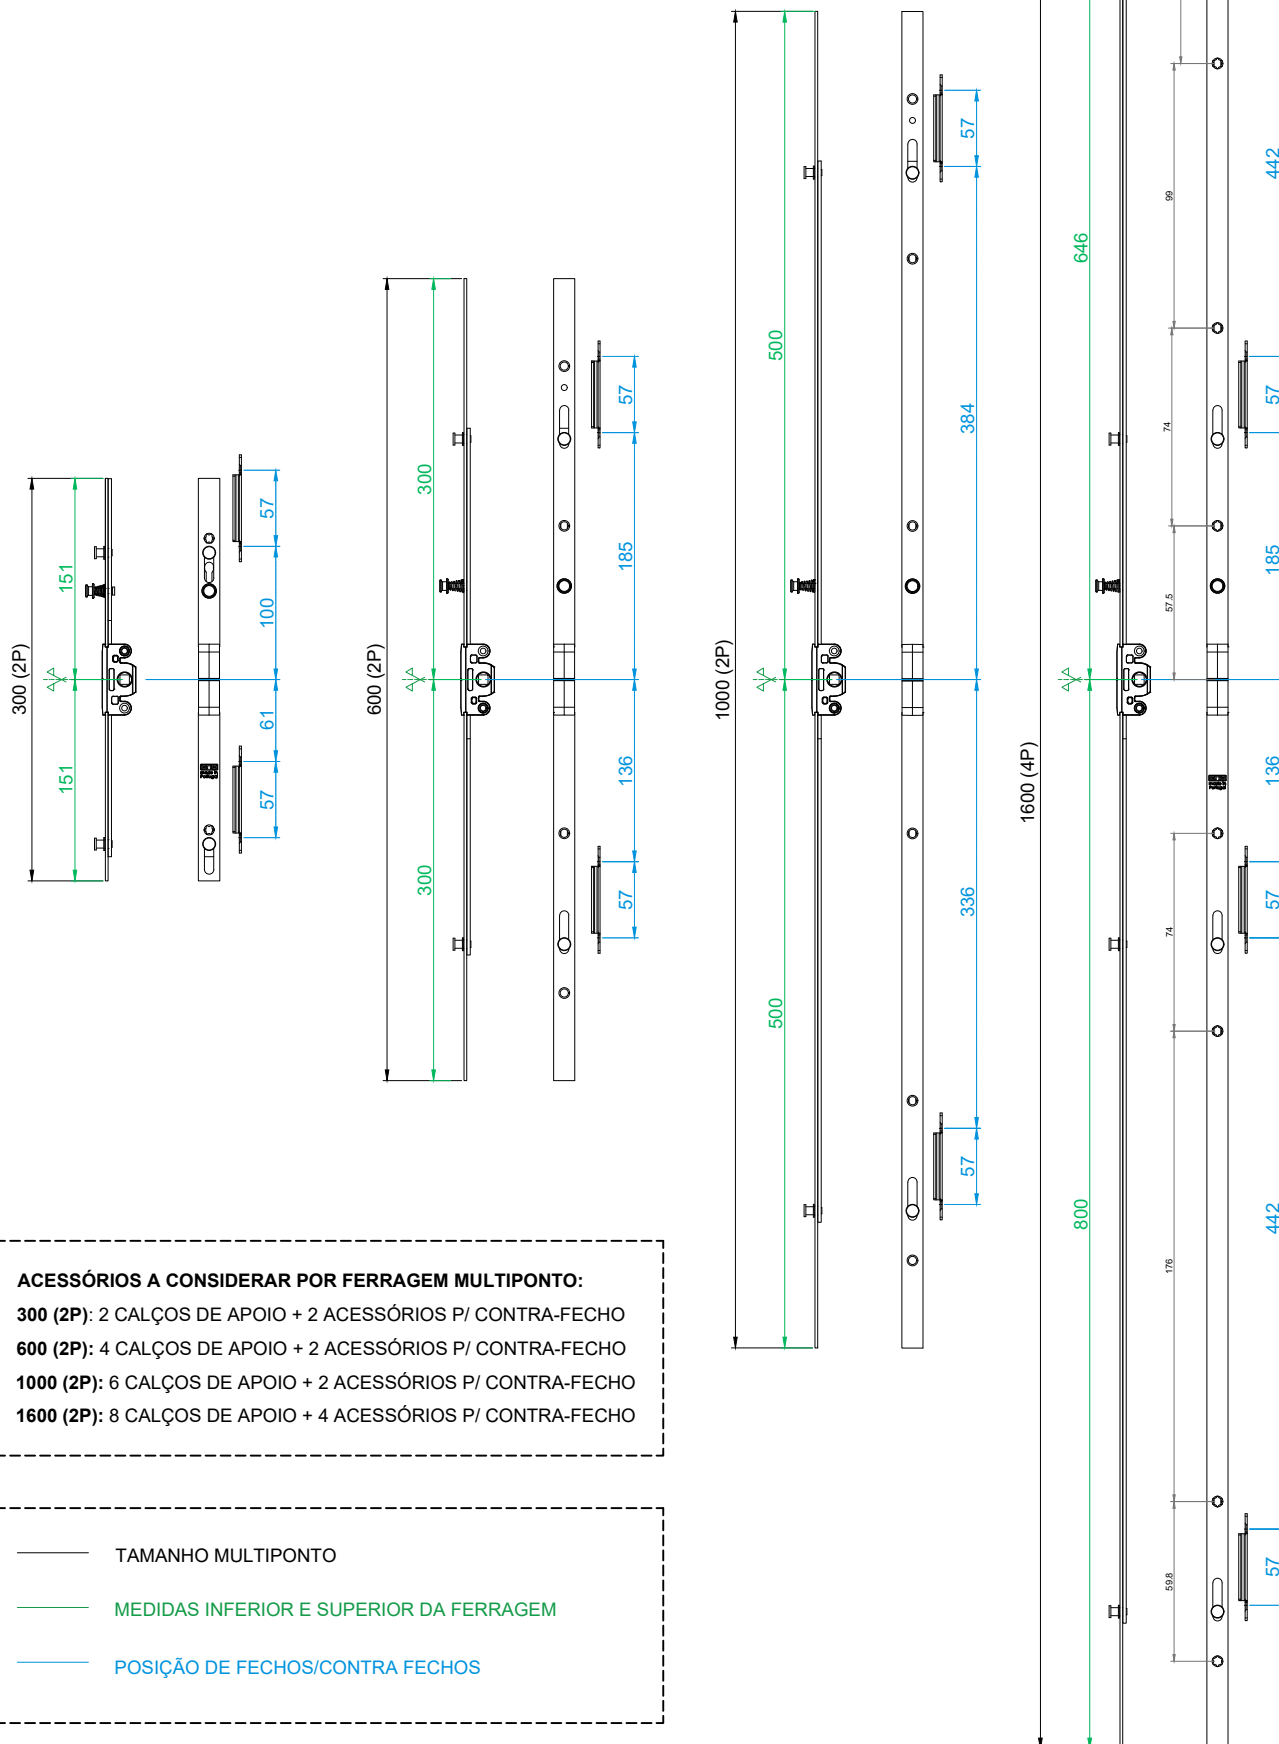 300 (2P)
151
151
57
100
61
57
600 (2P)
300
300
57
185
136
57
1000 (2P)
500
500
57
384
336
57
1600 (4P)
646
800
99
74
57.5
74
176
59.8
442
57
185
136
57
442
57
ACESSÓRIOS A CONSIDERAR POR FERRAGEM MULTIPONTO:
300 (2P): 2 CALÇOS DE APOIO + 2 ACESSÓRIOS P/ CONTRA-FECHO
600 (2P): 4 CALÇOS DE APOIO + 2 ACESSÓRIOS P/ CONTRA-FECHO
1000 (2P): 6 CALÇOS DE APOIO + 2 ACESSÓRIOS P/ CONTRA-FECHO
1600 (2P): 8 CALÇOS DE APOIO + 4 ACESSÓRIOS P/ CONTRA-FECHO
TAMANHO MULTIPONTO
MEDIDAS INFERIOR E SUPERIOR DA FERRAGEM
POSIÇÃO DE FECHOS/CONTRA FECHOS